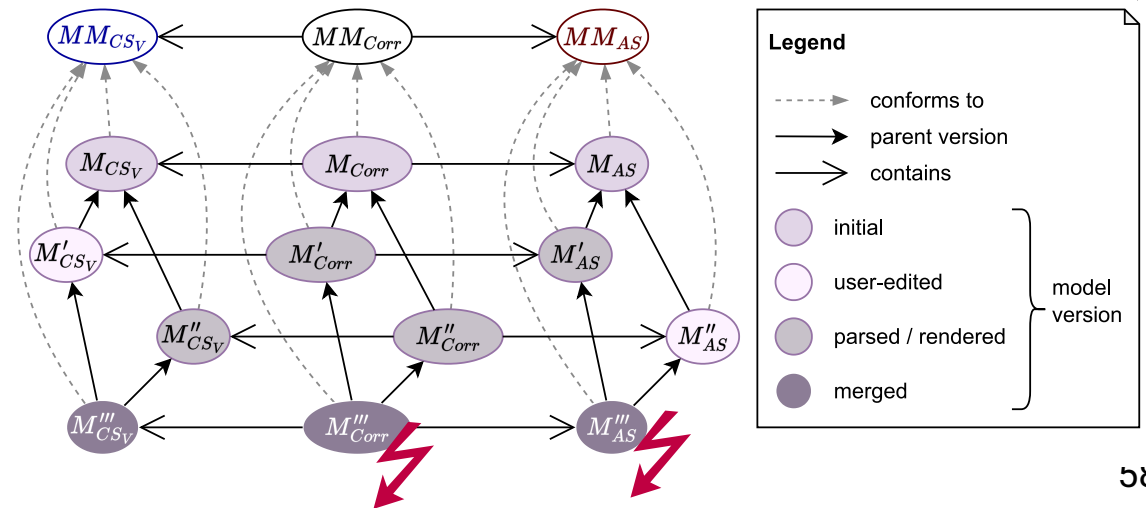 MM_{CS_V} MM_{Corr} MM_{AS}
M_{CS_V} M_{Corr} M_{AS}
M'_{CS_V} M'_{Corr} M'_{AS}
M''_{CS_V} M''_{Corr} M''_{AS}
M'''_{CS_V} M'''_{Corr} M'''_{AS}
Legend
conforms to
parent version
contains
initial
user-edited
parsed / rendered
merged
model
version